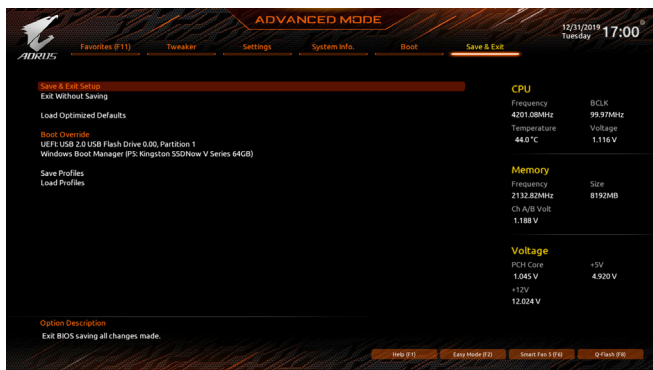 ADVANCED MODE
12/31/2019 Tuesday 17:00
AORUS
Favorites (F11) Tweaker Settings System Info. Boot Save & Exit
Save & Exit Setup
Exit Without Saving
Load Optimized Defaults
Boot Override
UEFI: USB 2.0 USB Flash Drive 0.00, Partition 1
Windows Boot Manager (P5: Kingston SSDNow V Series 64GB)
Save Profiles
Load Profiles
CPU
Frequency BCLK
4201.08MHz 99.97MHz
Temperature Voltage
44.0 °C 1.116 V
Memory
Frequency Size
2132.82MHz 8192MB
Ch A/B Volt
1.188 V
Voltage
PCH Core +5V
1.045 V 4.920 V
+12V
12.024 V
Option Description
Exit BIOS saving all changes made.
Help (F1) Easy Mode (F2) Smart Fan 5 (F6) Q-Flash (F8)